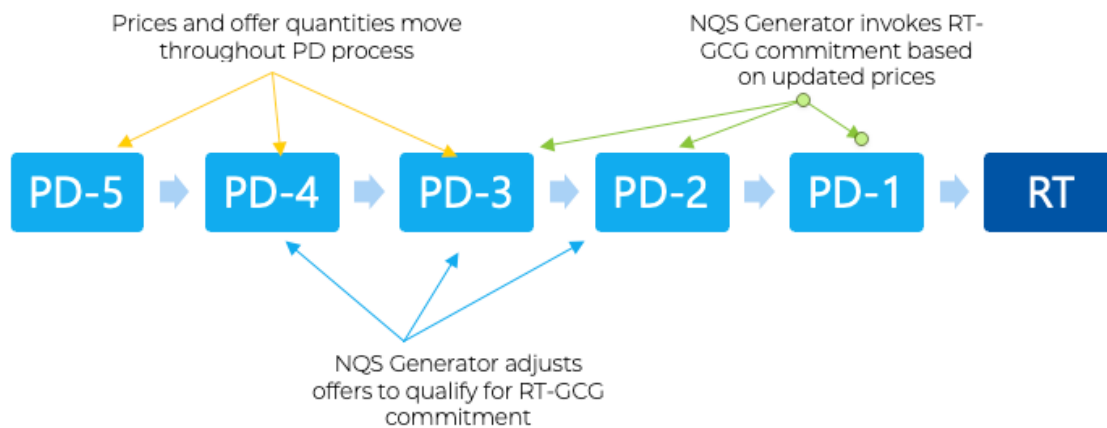 Prices and offer quantities move
throughout PD process
NQS Generator invokes RT-
GCG commitment based
on updated prices
PD-5
PD-4
PD-3
PD-2
PD-1
RT
NQS Generator adjusts
offers to qualify for RT-GCG
commitment